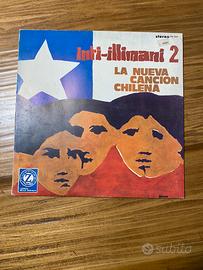 stereo
inti-illimani 2
LA NUEVA
CANCION
CHILENA
subito